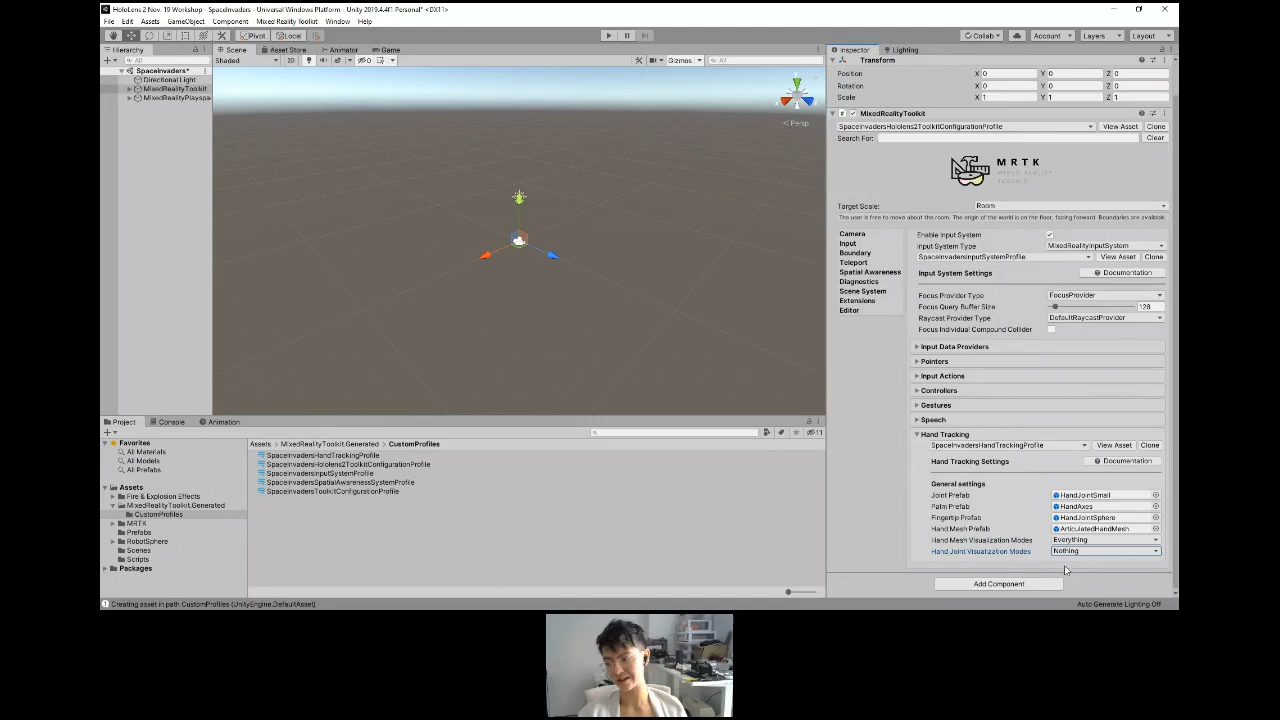 HoloLens 2 Nov. 19 Workshop - SpaceInvaders - Universal Windows Platform - Unity 2019.4.4f1 Personal* <DX11>
File Edit Assets GameObject Component Mixed Reality Toolkit Window Help
Pivot Local Collab Account Layers Layout
Hierarchy
All
SpaceInvaders*
Directional Light
MixedRealityToolkit
MixedRealityPlayspa
Scene Asset Store Animator Game
Shaded 2D 0 Gizmos All
Persp
Inspector Lighting
Transform
Position X 0 Y 0 Z 0
Rotation X 0 Y 0 Z 0
Scale X 1 Y 1 Z 1
MixedRealityToolkit
SpaceInvadersHololens2ToolkitConfigurationProfile View Asset Clone
Search For: Clear
MRTK
MIXED REALITY
TOOLKIT
Target Scale: Room
The user is free to move about the room. The origin of the world is on the floor, facing forward. Boundaries are available.
Camera
Input
Boundary
Teleport
Spatial Awareness
Diagnostics
Scene System
Extensions
Editor
Enable Input System
Input System Type MixedRealityInputSystem
SpaceInvadersInputSystemProfile View Asset Clone
Input System Settings Documentation
Focus Provider Type FocusProvider
Focus Query Buffer Size 128
Raycast Provider Type DefaultRaycastProvider
Focus Individual Compound Collider
Input Data Providers
Pointers
Input Actions
Controllers
Gestures
Speech
Hand Tracking
SpaceInvadersHandTrackingProfile View Asset Clone
Hand Tracking Settings Documentation
General settings
Joint Prefab HandJointSmall
Palm Prefab HandAxes
Fingertip Prefab HandJointSphere
Hand Mesh Prefab ArticulatedHandMesh
Hand Mesh Visualization Modes Everything
Hand Joint Visualization Modes Nothing
Add Component
Project Console Animation
11
Favorites
All Materials
All Models
All Prefabs
Assets
Fire & Explosion Effects
MixedRealityToolkit.Generated
CustomProfiles
MRTK
Prefabs
RobotSphere
Scenes
Scripts
Packages
Assets MixedRealityToolkit.Generated CustomProfiles
SpaceInvadersHandTrackingProfile
SpaceInvadersHololens2ToolkitConfigurationProfile
SpaceInvadersInputSystemProfile
SpaceInvadersSpatialAwarenessSystemProfile
SpaceInvadersToolkitConfigurationProfile
Creating asset in path CustomProfiles (UnityEngine.DefaultAsset)
Auto Generate Lighting Off